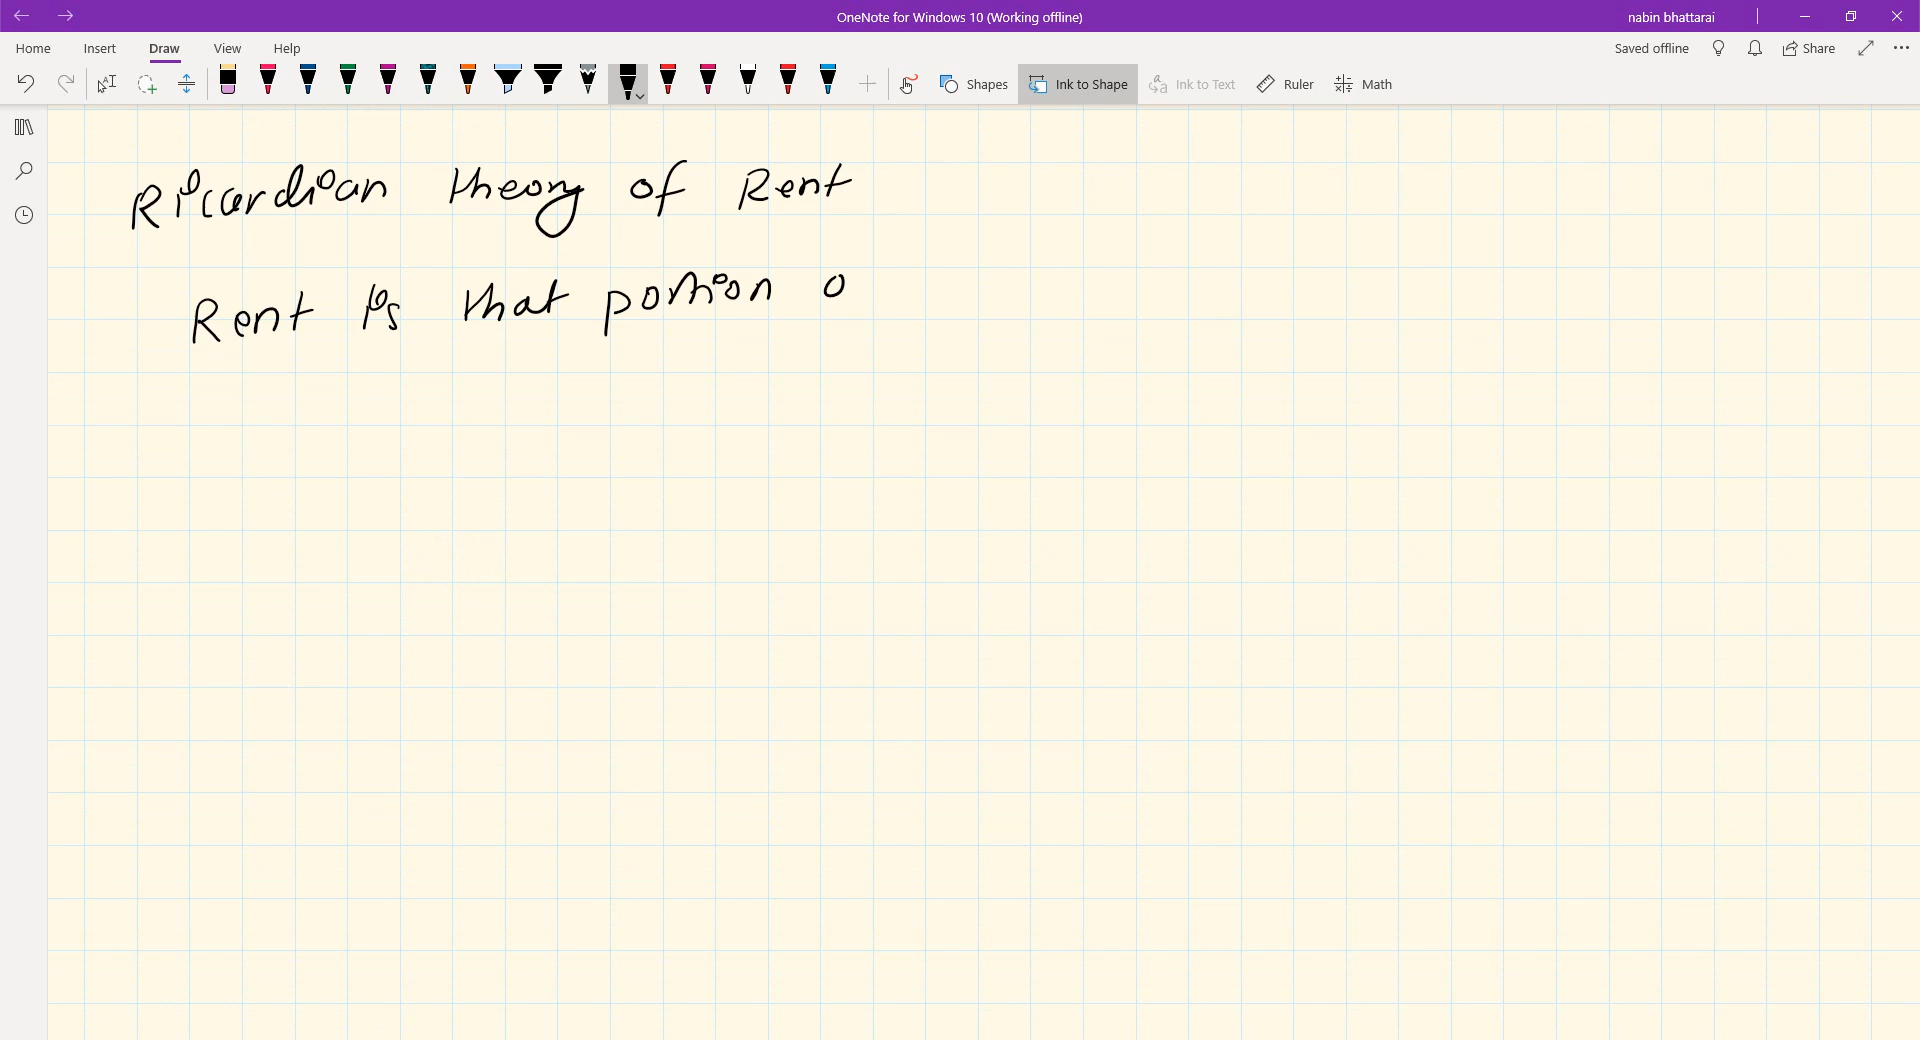 OneNote for Windows 10 (Working offline)
nabin bhattarai
Home Insert Draw View Help
Saved offline Share
Shapes Ink to Shape Ink to Text Ruler Math
Ricardian theory of Rent
Rent is that portion o